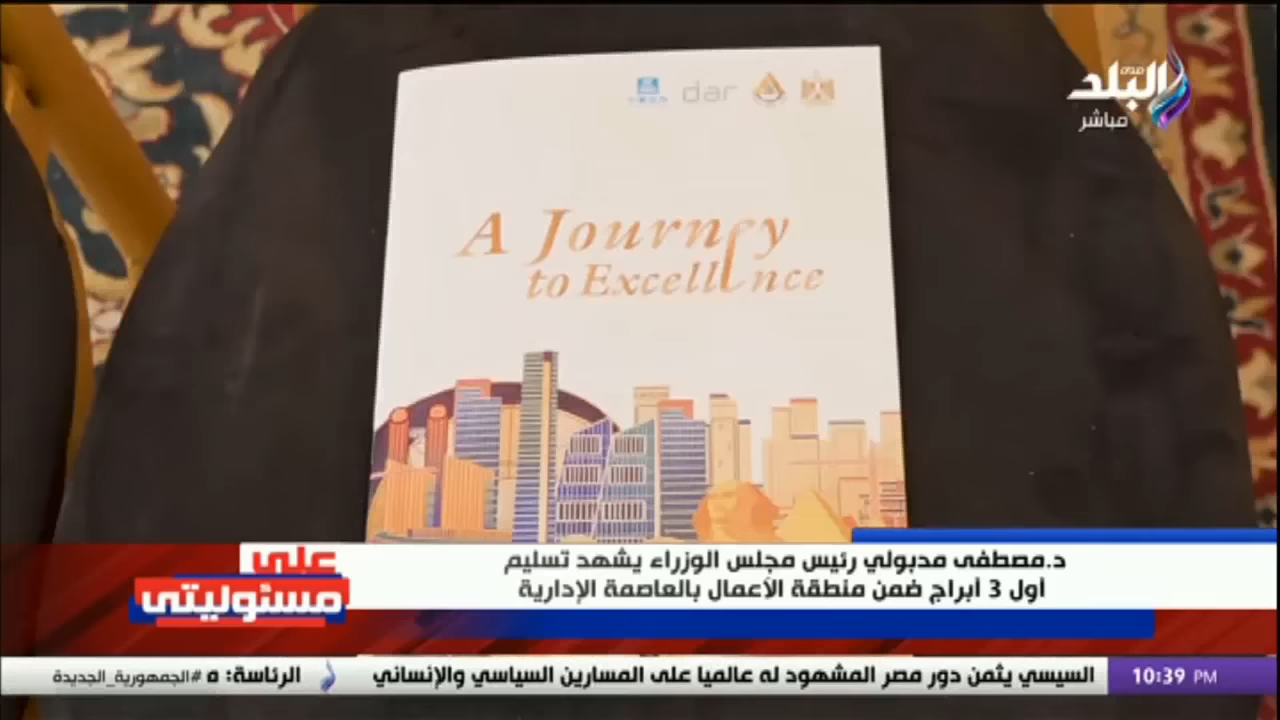 صدى البلد
مباشر
dar
A Journey
to Excellence
على
مسئوليتي
د.مصطفى مدبولي رئيس مجلس الوزراء يشهد تسليم
أول 3 أبراج ضمن منطقة الأعمال بالعاصمة الإدارية
10:39 PM
السيسي يثمن دور مصر المشهود له عالميا على المسارين السياسي والإنساني
الرئاسة: م
#الجمهورية_الجديدة